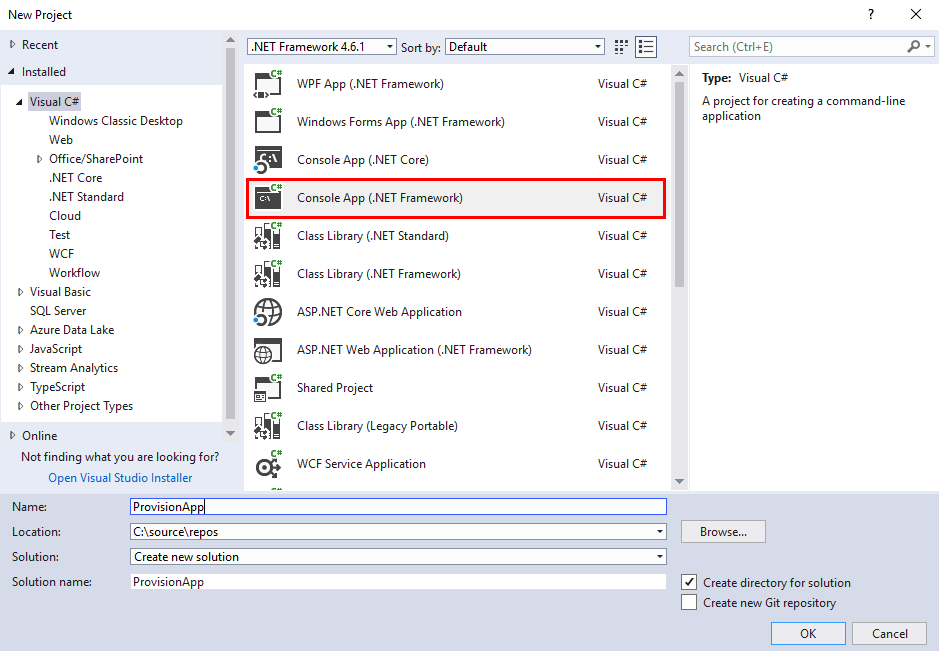 New Project
? 
Recent
Installed
Visual C#
Windows Classic Desktop
Web
Office/SharePoint
.NET Core
.NET Standard
Cloud
Test
WCF
Workflow
Visual Basic
SQL Server
Azure Data Lake
JavaScript
Stream Analytics
TypeScript
Other Project Types
Online
Not finding what you are looking for?
Open Visual Studio Installer
.NET Framework 4.6.1 Sort by: Default
WPF App (.NET Framework) Visual C#
Windows Forms App (.NET Framework) Visual C#
Console App (.NET Core) Visual C#
Console App (.NET Framework) Visual C#
Class Library (.NET Standard) Visual C#
Class Library (.NET Framework) Visual C#
ASP.NET Core Web Application Visual C#
ASP.NET Web Application (.NET Framework) Visual C#
Shared Project Visual C#
Class Library (Legacy Portable) Visual C#
WCF Service Application Visual C#
Search (Ctrl+E)
Type: Visual C#
A project for creating a command-line
application
Name: ProvisionApp
Location: C:\source\repos Browse...
Solution: Create new solution
Solution name: ProvisionApp
Create directory for solution
Create new Git repository
OK Cancel